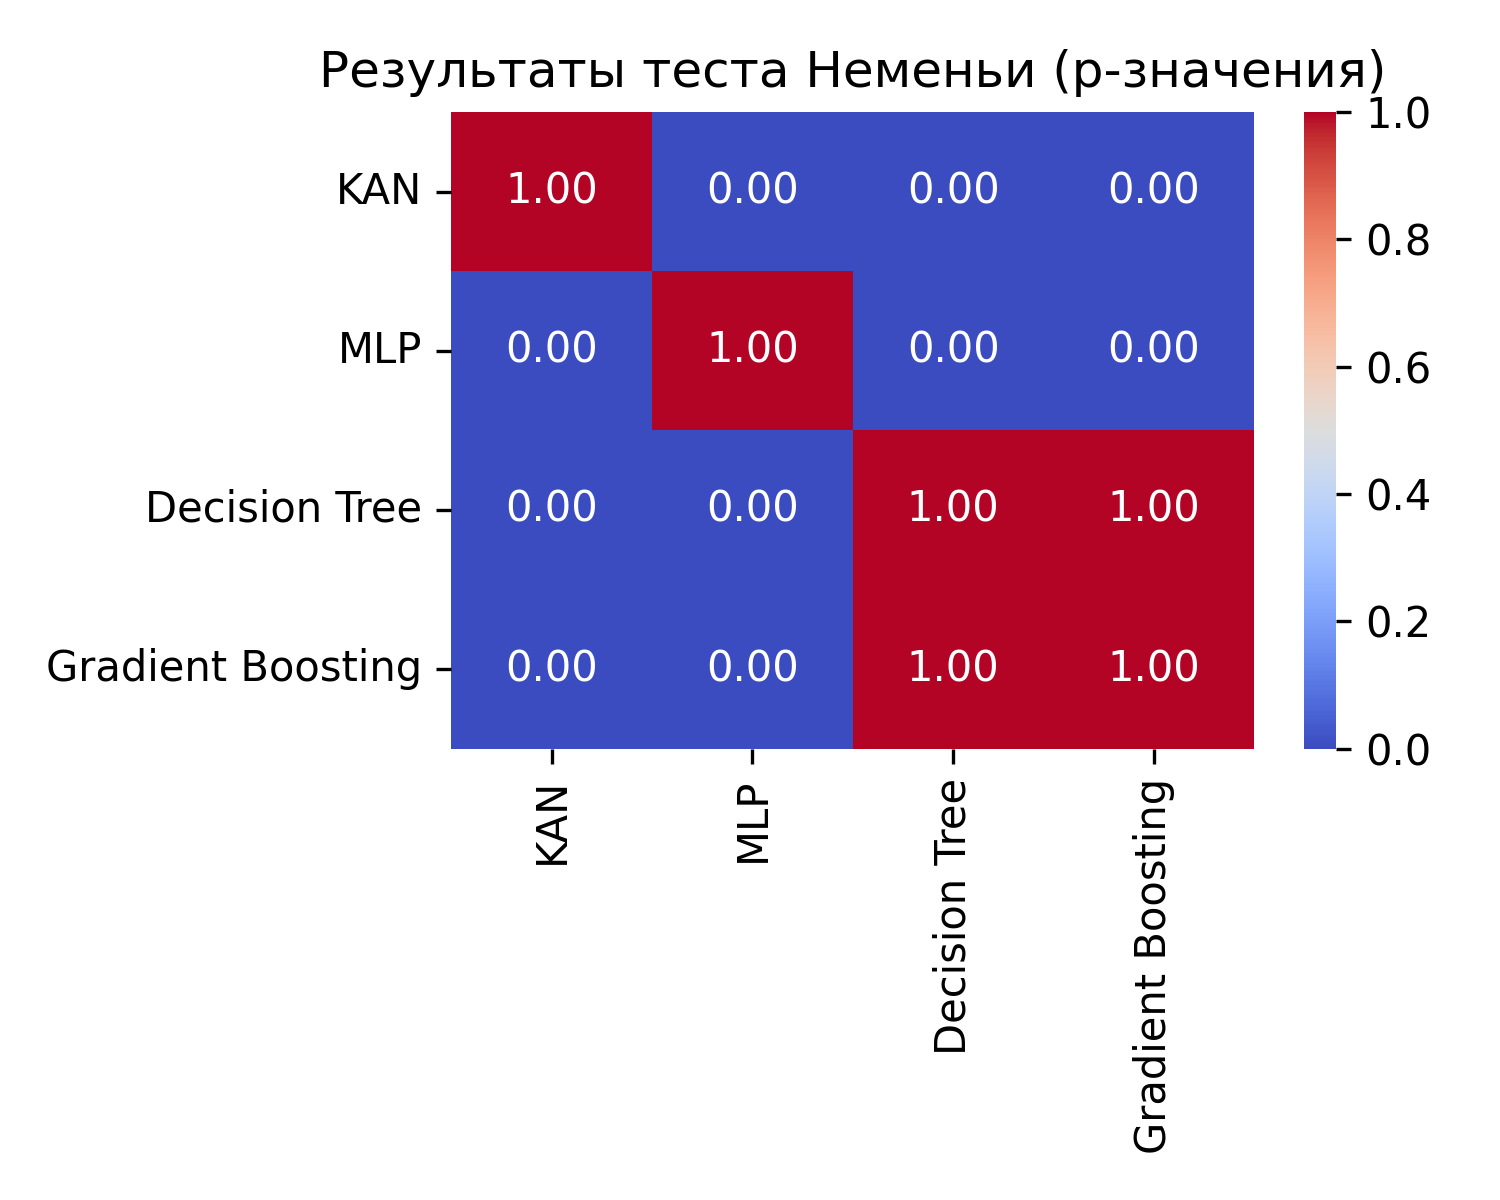 Результаты теста Неменьи (p-значения)
KAN 1.00 0.00 0.00 0.00
MLP 0.00 1.00 0.00 0.00
Decision Tree 0.00 0.00 1.00 1.00
Gradient Boosting 0.00 0.00 1.00 1.00
KAN
MLP
Decision Tree
Gradient Boosting
1.0
0.8
0.6
0.4
0.2
0.0